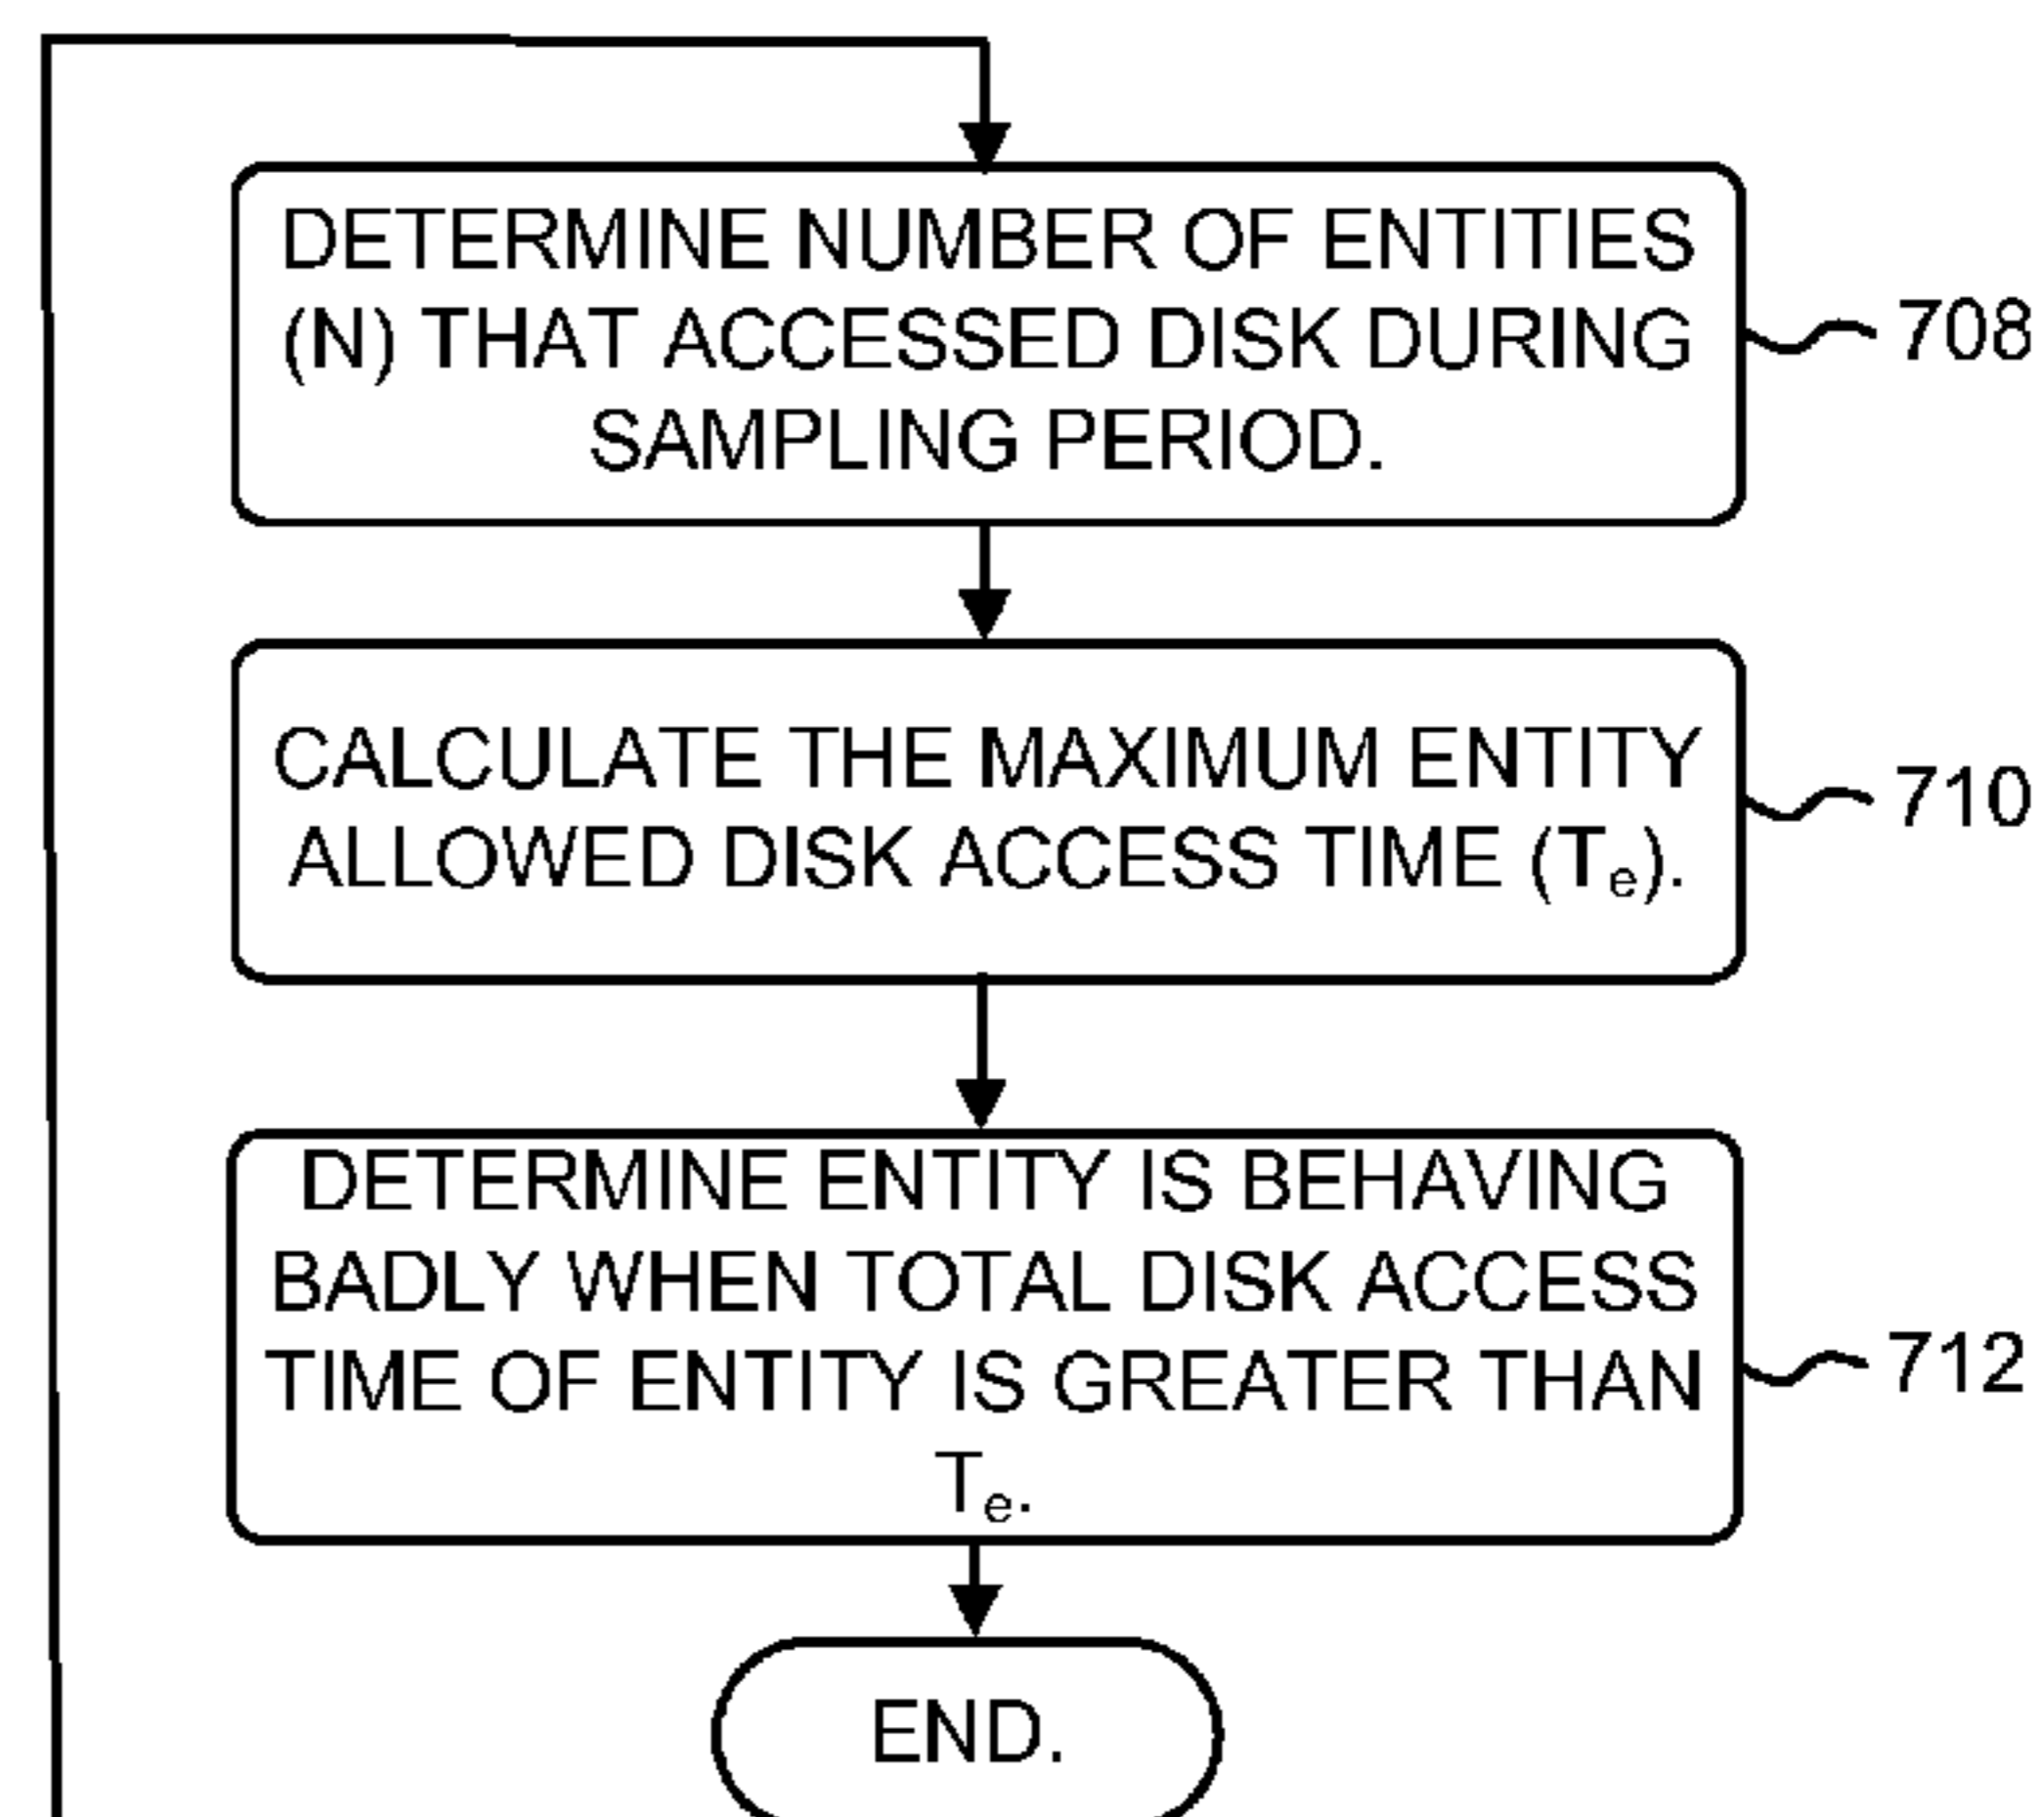 DETERMINE NUMBER OF ENTITIES
(N) THAT ACCESSED DISK DURING
SAMPLING PERIOD.
708
CALCULATE THE MAXIMUM ENTITY
ALLOWED DISK ACCESS TIME (Tₑ).
710
DETERMINE ENTITY IS BEHAVING
BADLY WHEN TOTAL DISK ACCESS
TIME OF ENTITY IS GREATER THAN
Tₑ.
712
END.